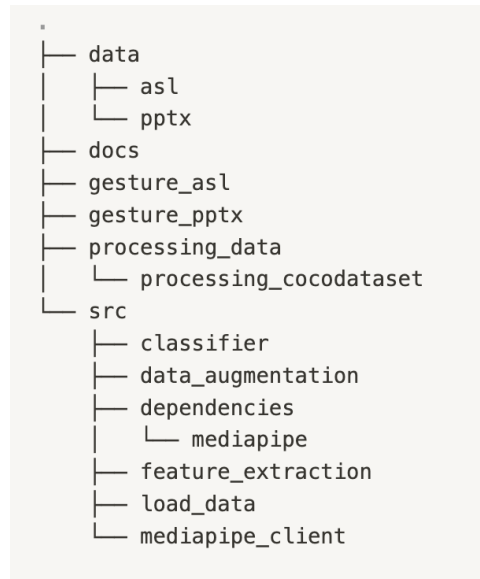 .
├── data
│   ├── asl
│   └── pptx
├── docs
├── gesture_asl
├── gesture_pptx
├── processing_data
│   └── processing_cocodataset
└── src
    ├── classifier
    ├── data_augmentation
    ├── dependencies
    │   └── mediapipe
    ├── feature_extraction
    ├── load_data
    └── mediapipe_client